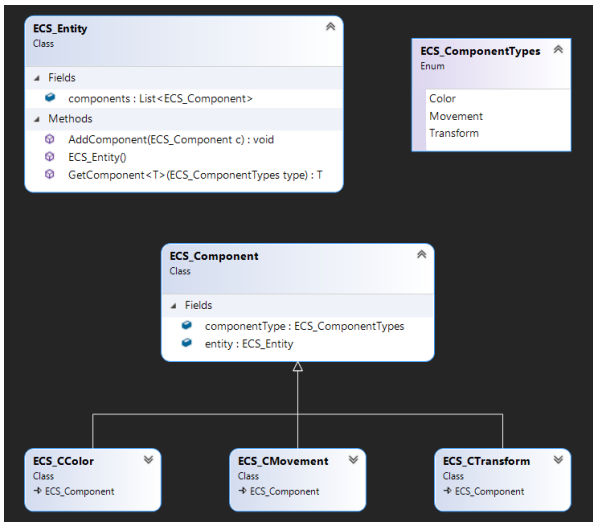 ECS_Entity
Class
Fields
components : List<ECS_Component>
Methods
AddComponent(ECS_Component c) : void
ECS_Entity()
GetComponent<T>(ECS_ComponentTypes type) : T
ECS_ComponentTypes
Enum
Color
Movement
Transform
ECS_Component
Class
Fields
componentType : ECS_ComponentTypes
entity : ECS_Entity
ECS_CColor
Class
ECS_Component
ECS_CMovement
Class
ECS_Component
ECS_CTransform
Class
ECS_Component